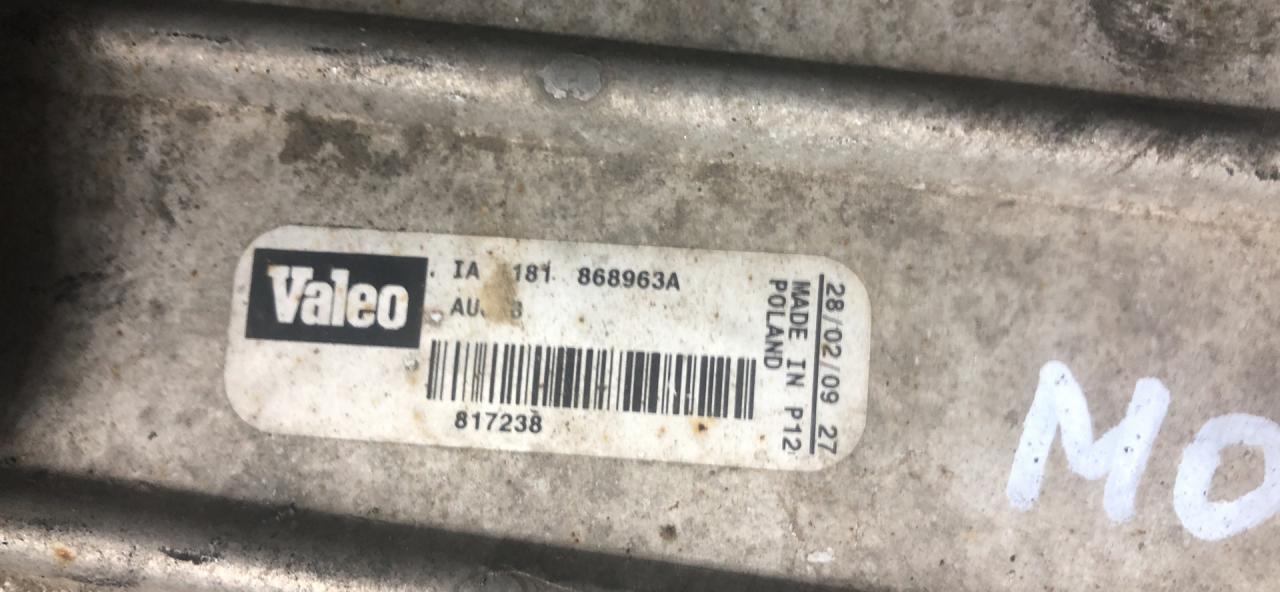 Valeo
IA 181 868963A
817238
28/02/09 27
MADE IN P12
POLAND
MO